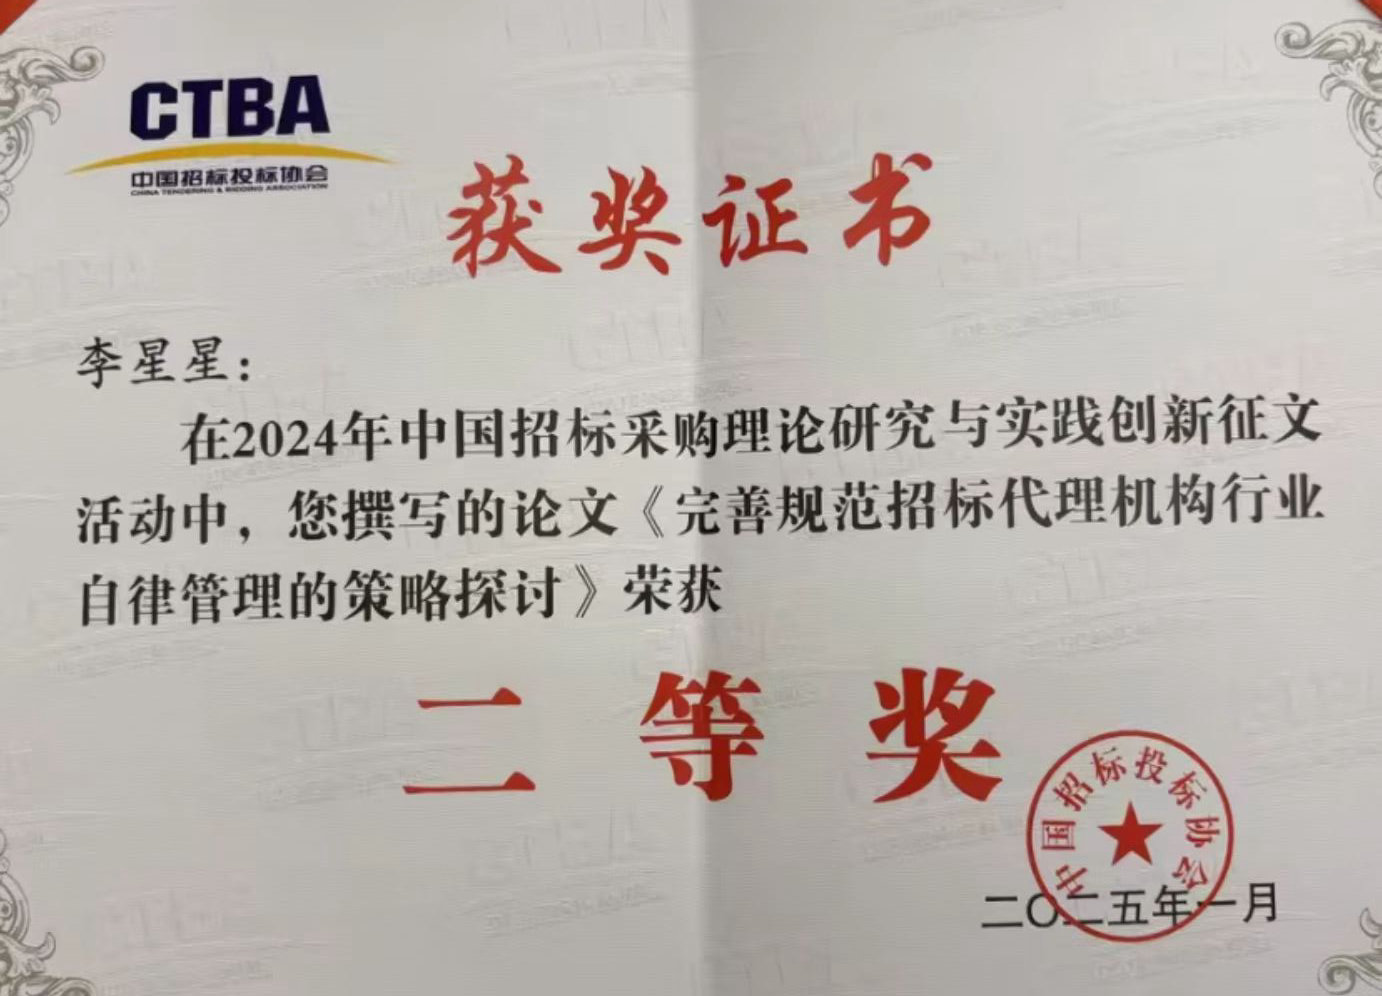 CTBA
中国招标投标协会
CHINA TENDERING & BIDDING ASSOCIATION
获奖证书
李星星：
在2024年中国招标采购理论研究与实践创新征文
活动中，您撰写的论文《完善规范招标代理机构行业
自律管理的策略探讨》荣获
二等奖
中国招标投标协会
二〇二五年一月